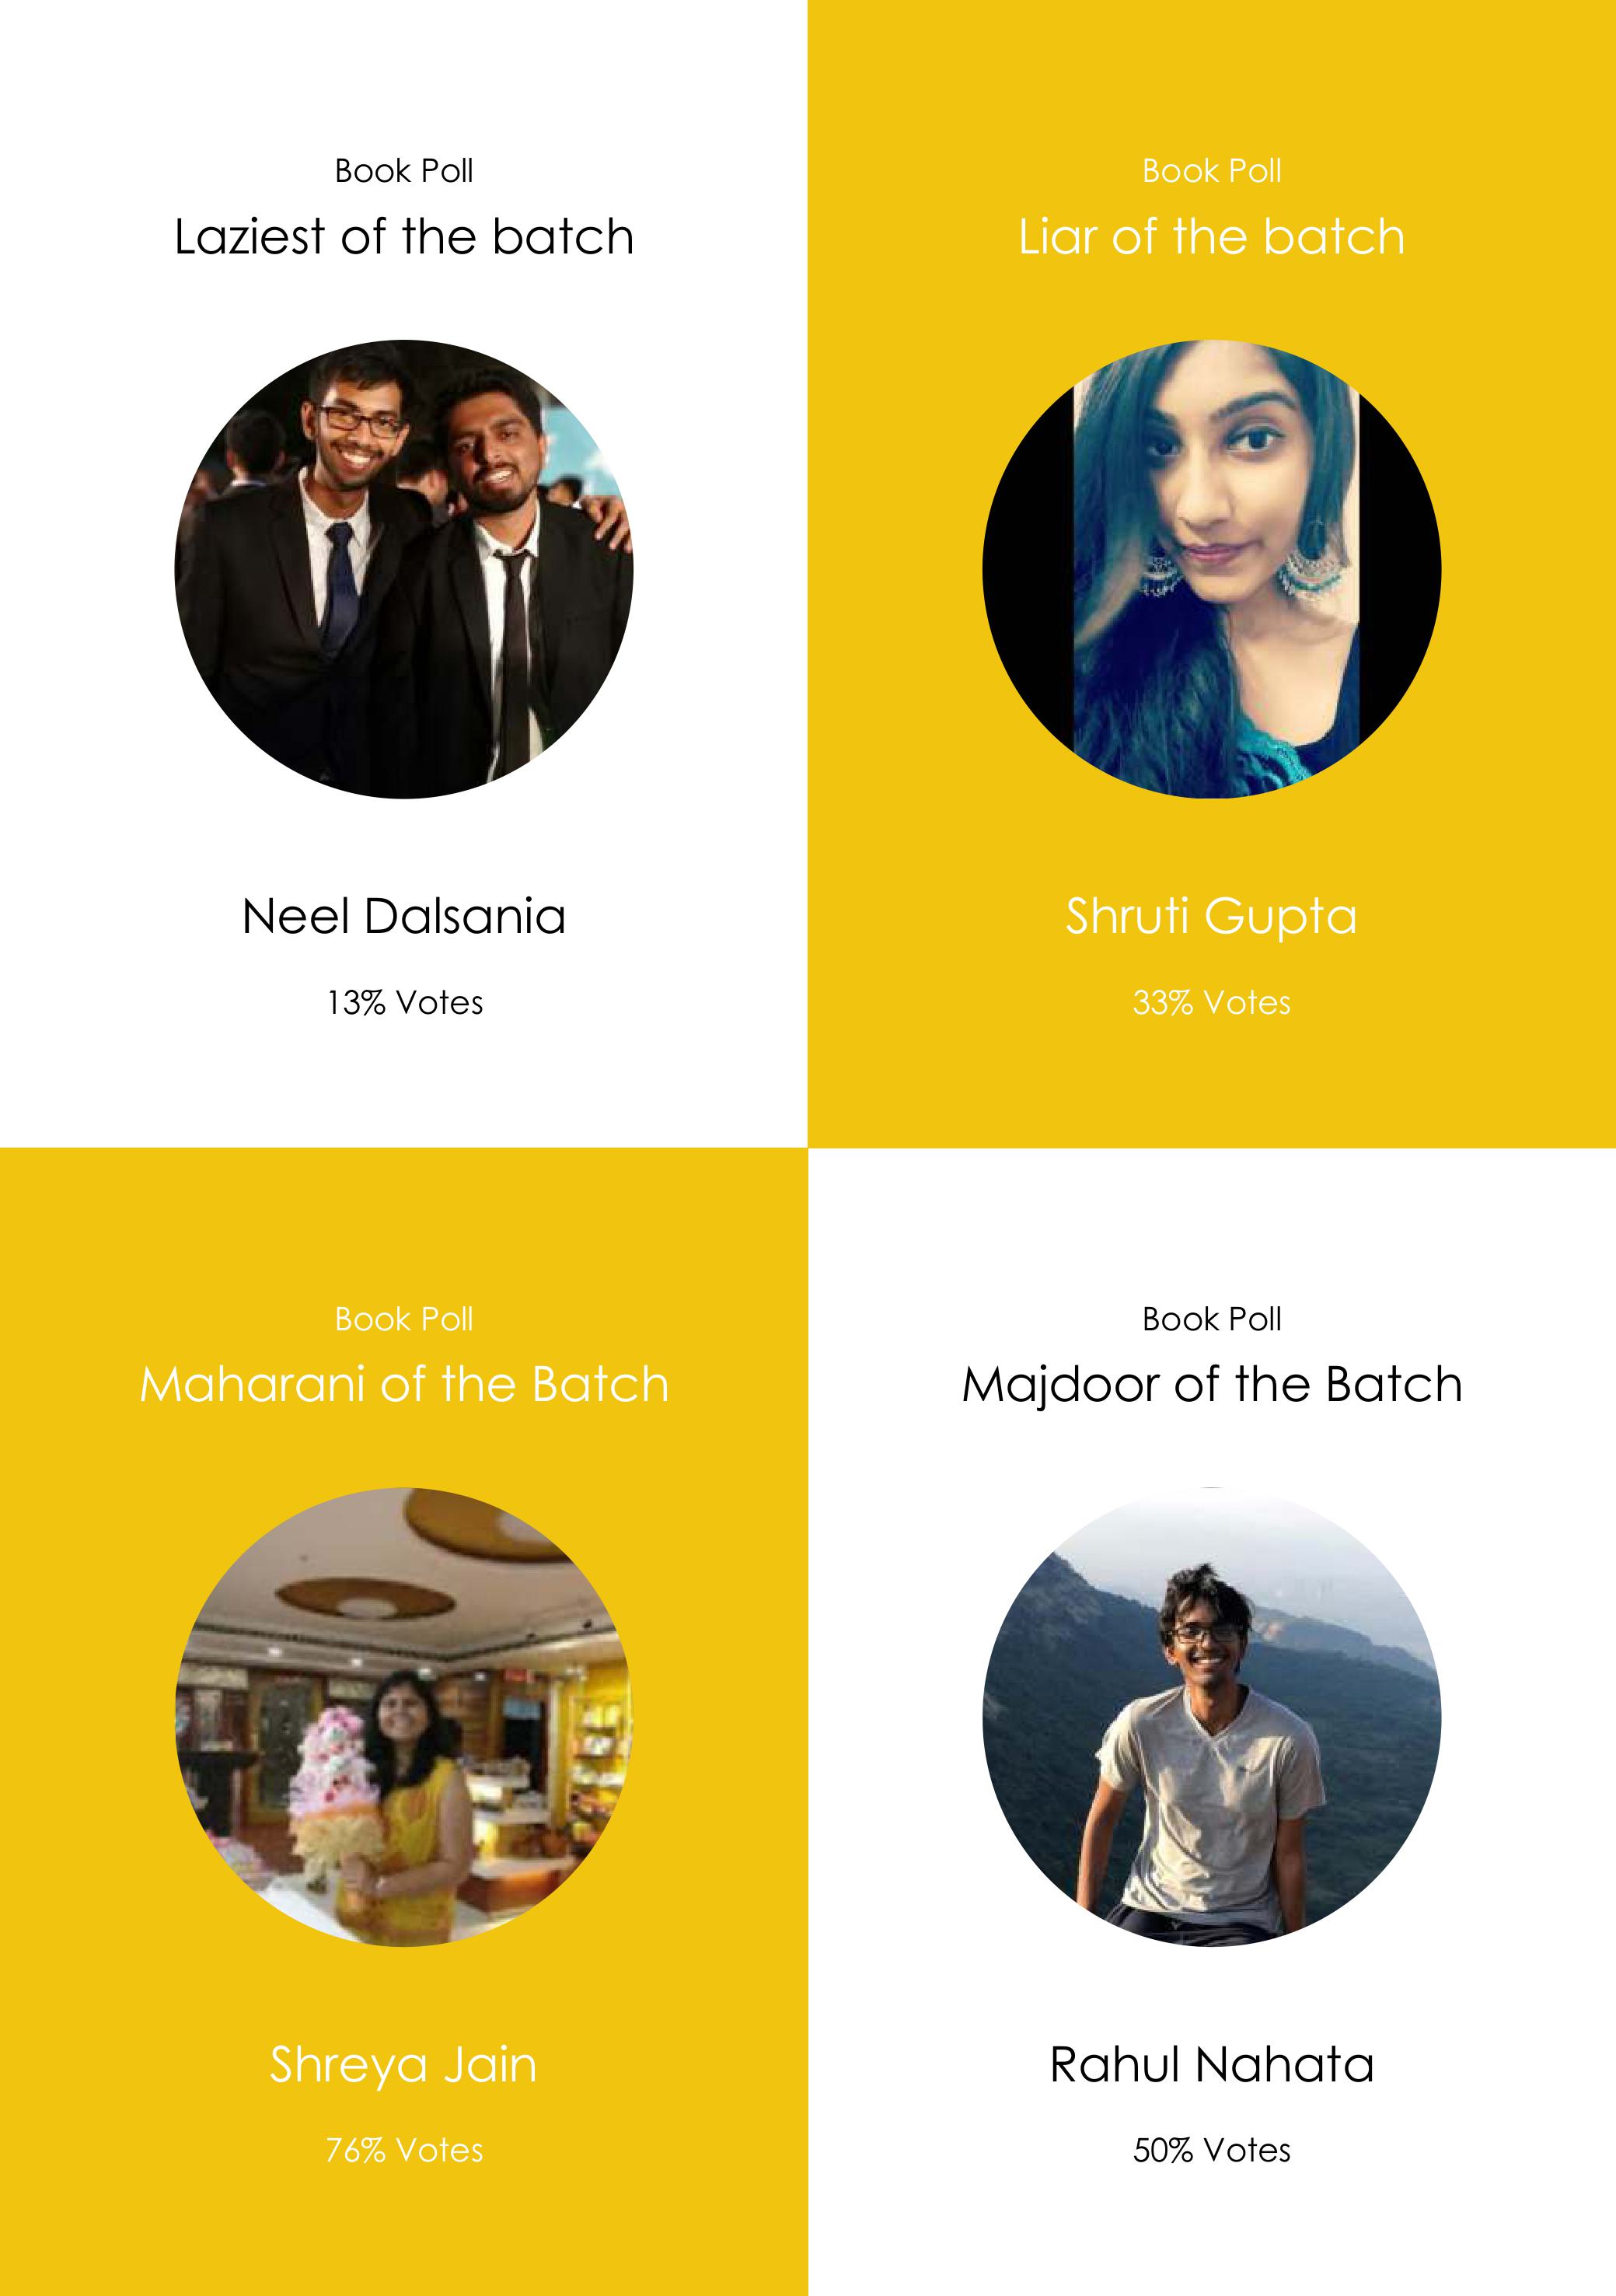 Book Poll
Laziest of the batch
Neel Dalsania
13% Votes
Book Poll
Liar of the batch
Shruti Gupta
33% Votes
Book Poll
Maharani of the Batch
Shreya Jain
76% Votes
Book Poll
Majdoor of the Batch
Rahul Nahata
50% Votes